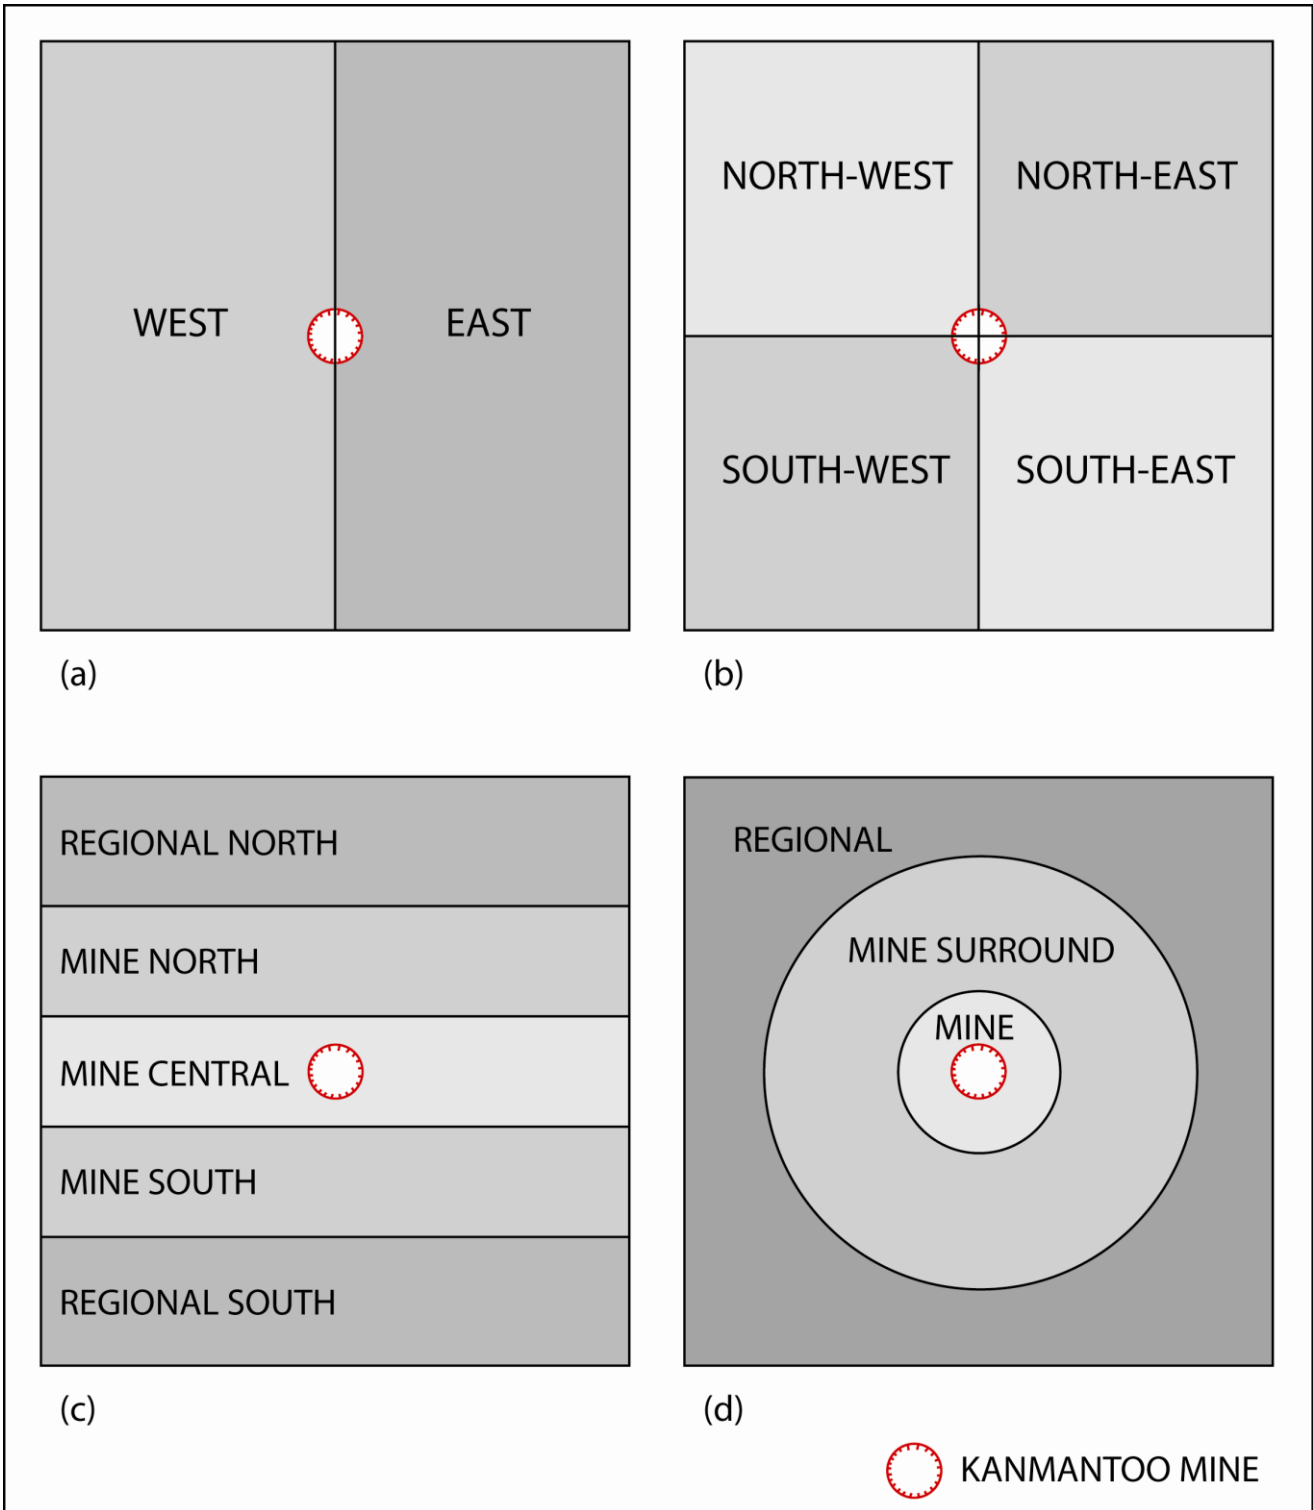 WEST
EAST
(a)
NORTH-WEST
NORTH-EAST
SOUTH-WEST
SOUTH-EAST
(b)
REGIONAL NORTH
MINE NORTH
MINE CENTRAL
MINE SOUTH
REGIONAL SOUTH
(c)
REGIONAL
MINE SURROUND
MINE
(d)
KANMANTOO MINE